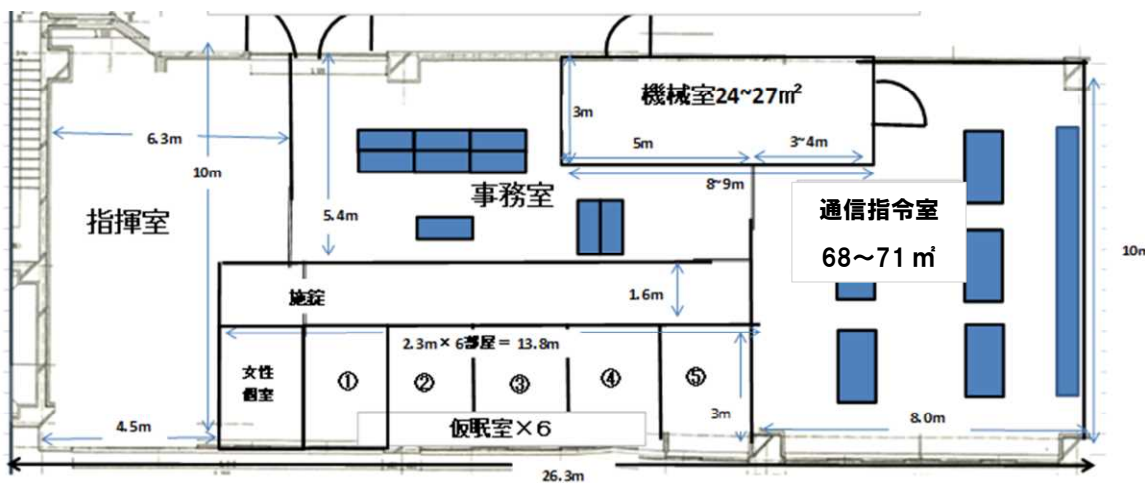 機械室24~27㎡
3m
5m
3~4m
6.3m
8~9m
10m
事務室
通信指令室
68～71㎡
5.4m
指揮室
10m
施錠
1.6m
2.3m×6部屋＝13.8m
女性
個室
①
②
③
④
⑤
3m
仮眠室×6
4.5m
8.0m
26.3m